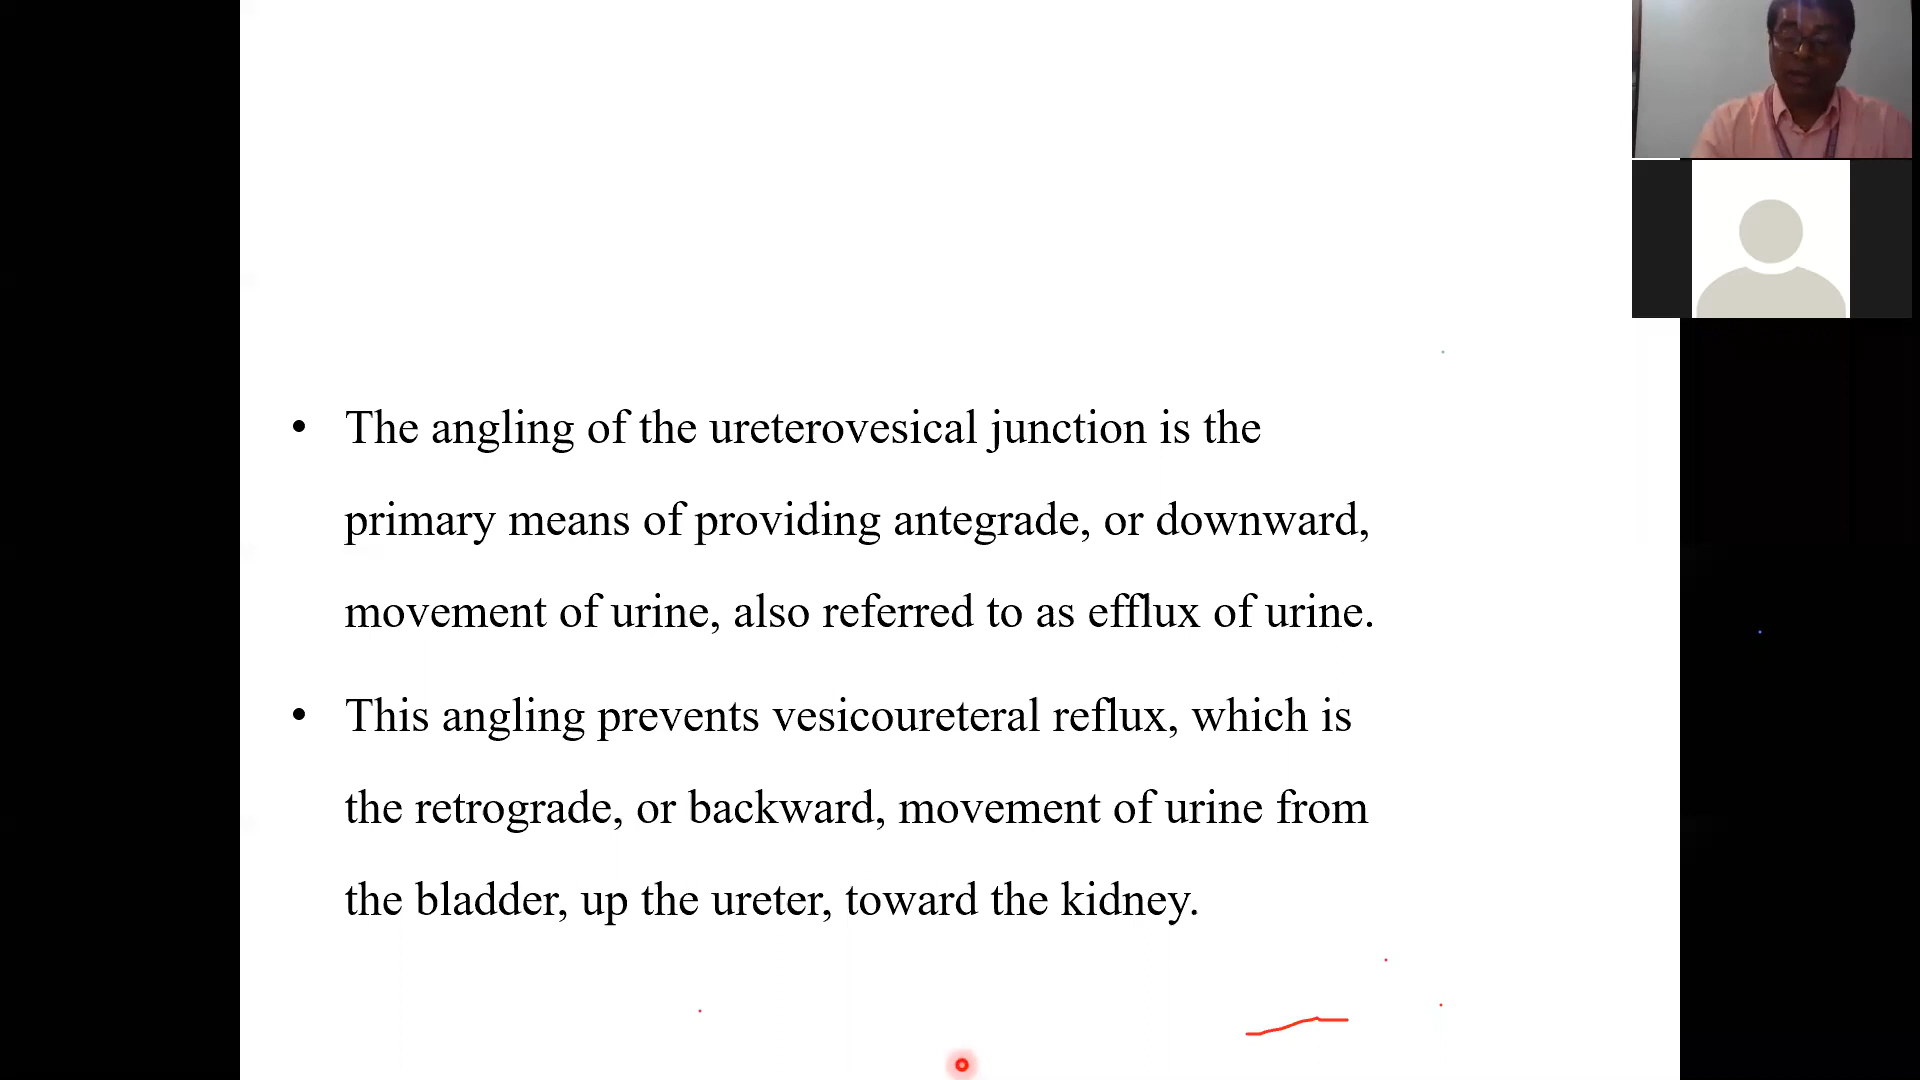 • The angling of the ureterovesical junction is the
primary means of providing antegrade, or downward,
movement of urine, also referred to as efflux of urine.
• This angling prevents vesicoureteral reflux, which is
the retrograde, or backward, movement of urine from
the bladder, up the ureter, toward the kidney.